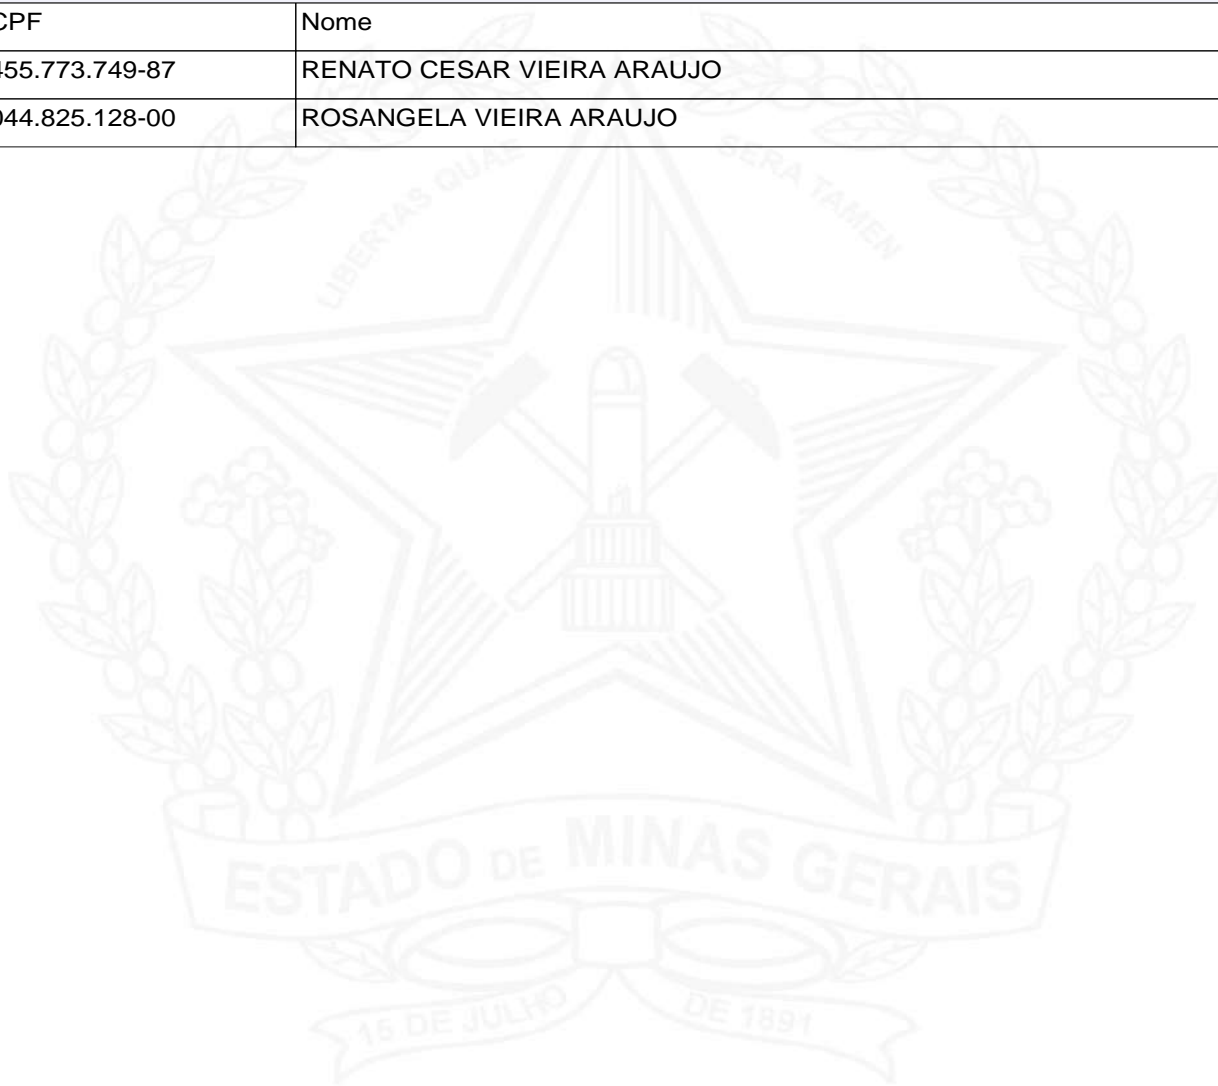 CPF Nome
455.773.749-87 RENATO CESAR VIEIRA ARAUJO
044.825.128-00 ROSANGELA VIEIRA ARAUJO
LIBERTAS QUAE SERA TAMEN
ESTADO DE MINAS GERAIS
15 DE JULHO DE 1891